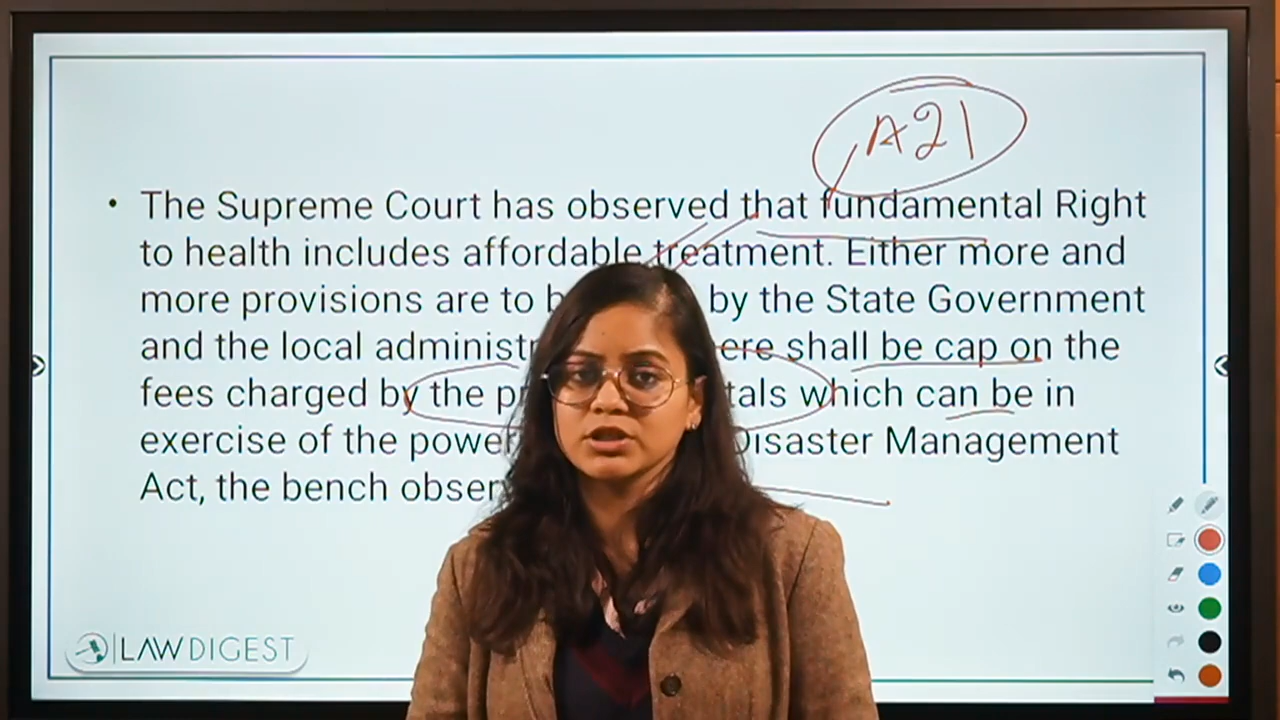 A21
• The Supreme Court has observed that fundamental Right
to health includes affordable treatment. Either more and
more provisions are to b by the State Government
and the local administ ere shall be cap on the
fees charged by the p tals which can be in
exercise of the power Disaster Management
Act, the bench obser
LAWDIGEST